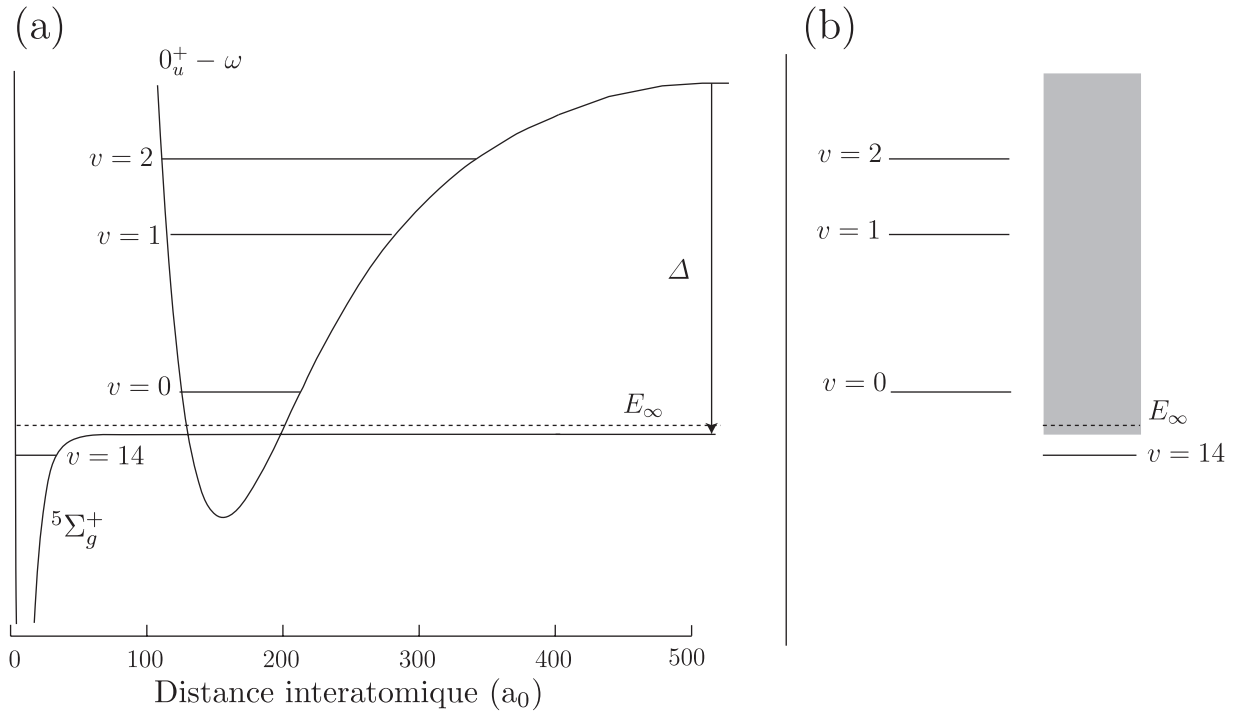 (a)
0_u^+ − ω
v = 2
v = 1
Δ
v = 0
E_∞
v = 14
^5Σ_g^+
0 100 200 300 400 500
Distance interatomique (a_0)
(b)
v = 2
v = 1
v = 0
E_∞
v = 14